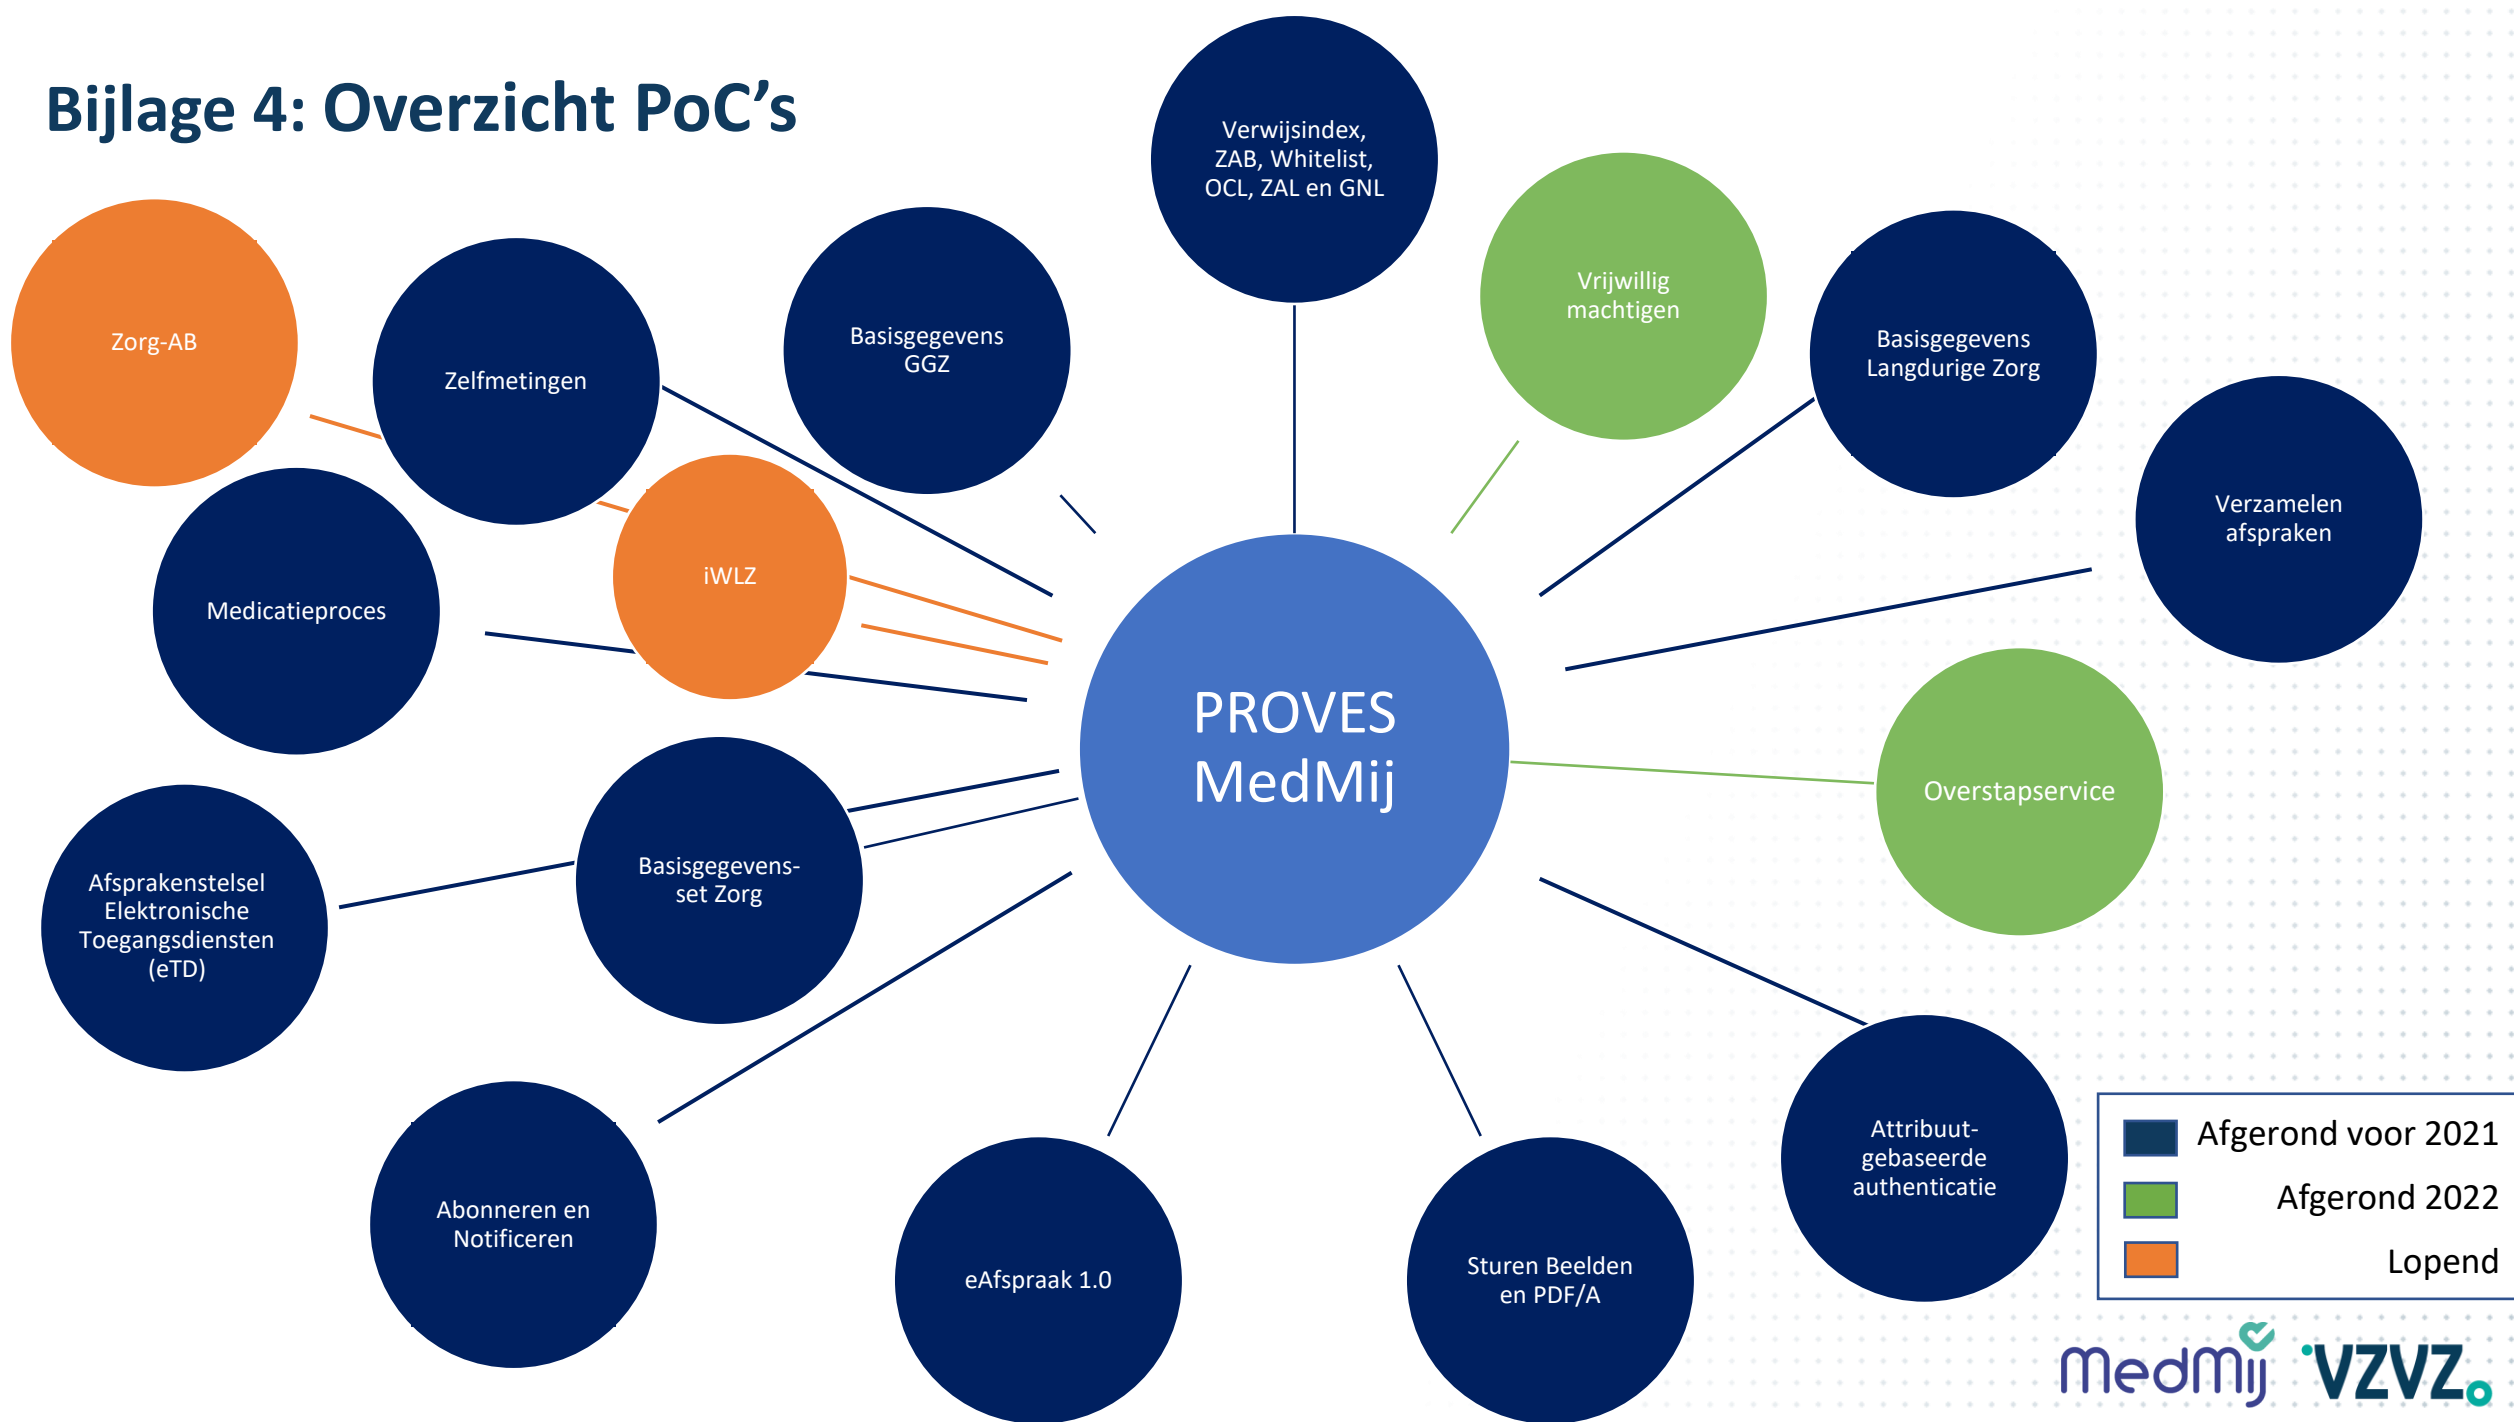 Bijlage 4: Overzicht PoC’s
Verwijsindex,
ZAB, Whitelist,
OCL, ZAL en GNL
Vrijwillig
machtigen
Basisgegevens
Langdurige Zorg
Basisgegevens
GGZ
Zorg-AB
Zelfmetingen
Verzamelen
afspraken
iWLZ
Medicatieproces
PROVES
MedMij
Overstapservice
Basisgegevens-
set Zorg
Afsprakenstelsel
Elektronische
Toegangsdiensten
(eTD)
Attribuut-
gebaseerde
authenticatie
Abonneren en
Notificeren
eAfspraak 1.0
Sturen Beelden
en PDF/A
Afgerond voor 2021
Afgerond 2022
Lopend
MedMij
VZVZ